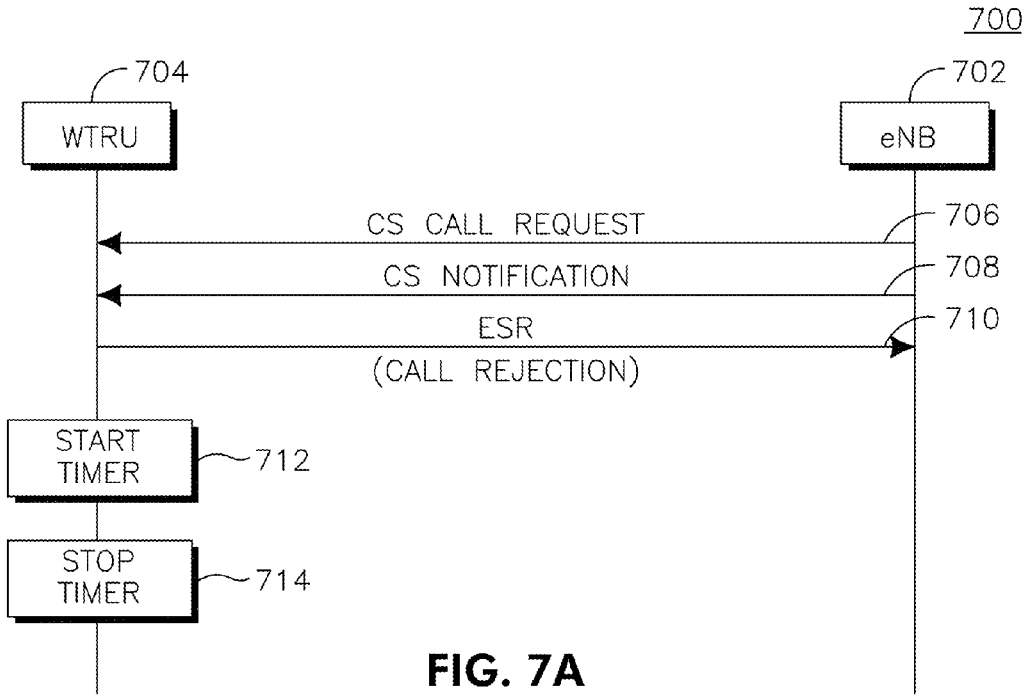 700
704
702
WTRU
eNB
CS CALL REQUEST
706
CS NOTIFICATION
708
ESR
710
(CALL REJECTION)
START
TIMER
712
STOP
TIMER
714
FIG. 7A